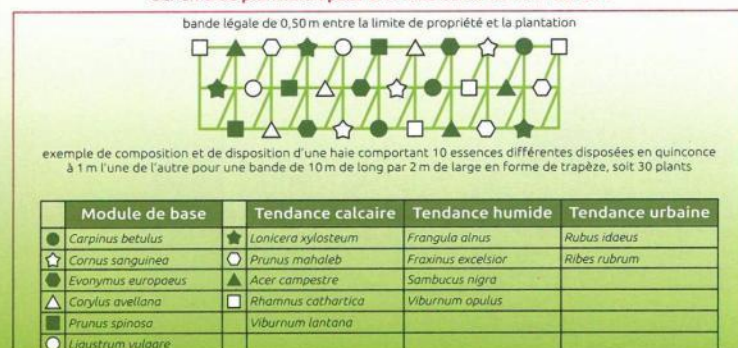 bande légale de 0,50 m entre la limite de propriété et la plantation
exemple de composition et de disposition d'une haie comportant 10 essences différentes disposées en quinconce
à 1 m l'une de l'autre pour une bande de 10 m de long par 2 m de large en forme de trapèze, soit 30 plants
Module de base Tendance calcaire Tendance humide Tendance urbaine
Carpinus betulus Lonicera xylosteum Frangula alnus Rubus idaeus
Cornus sanguinea Prunus mahaleb Fraxinus excelsior Ribes rubrum
Evonymus europaeus Acer campestre Sambucus nigra
Corylus avellana Rhamnus cathartica Viburnum opulus
Prunus spinosa Viburnum lantana
Ligustrum vulgare